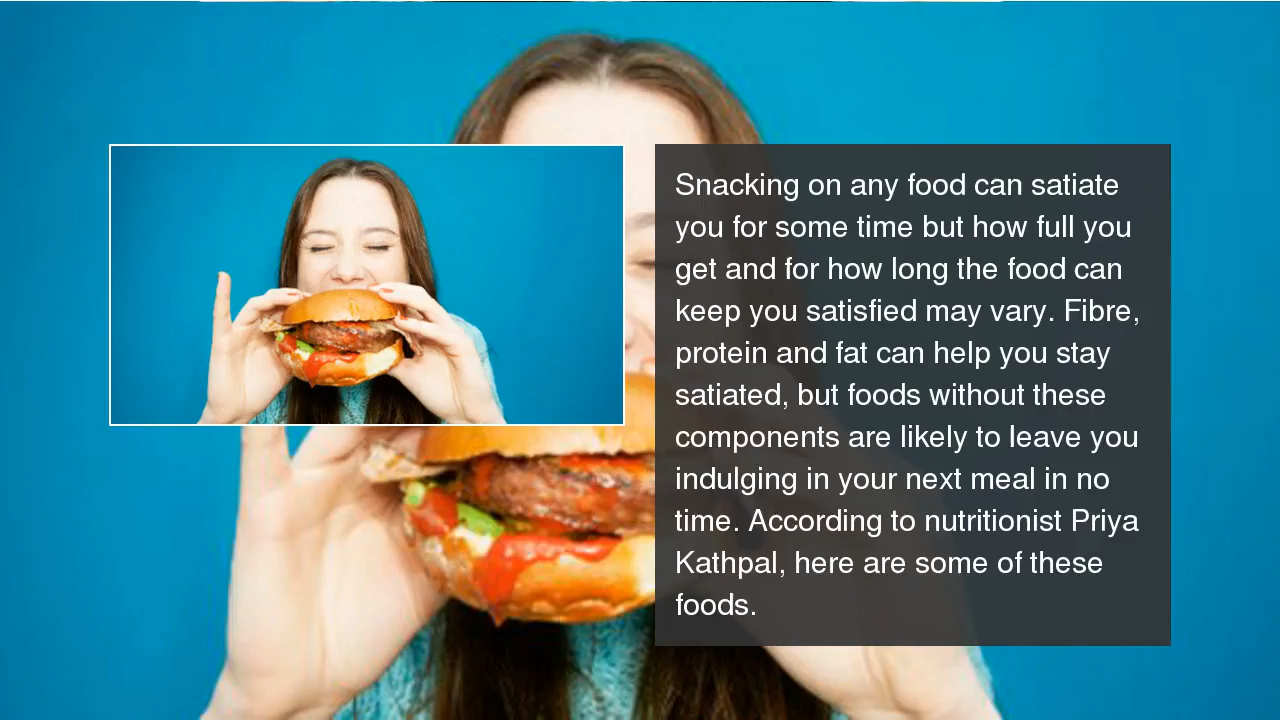 Snacking on any food can satiate
you for some time but how full you
get and for how long the food can
keep you satisfied may vary. Fibre,
protein and fat can help you stay
satiated, but foods without these
components are likely to leave you
indulging in your next meal in no
time. According to nutritionist Priya
Kathpal, here are some of these
foods.